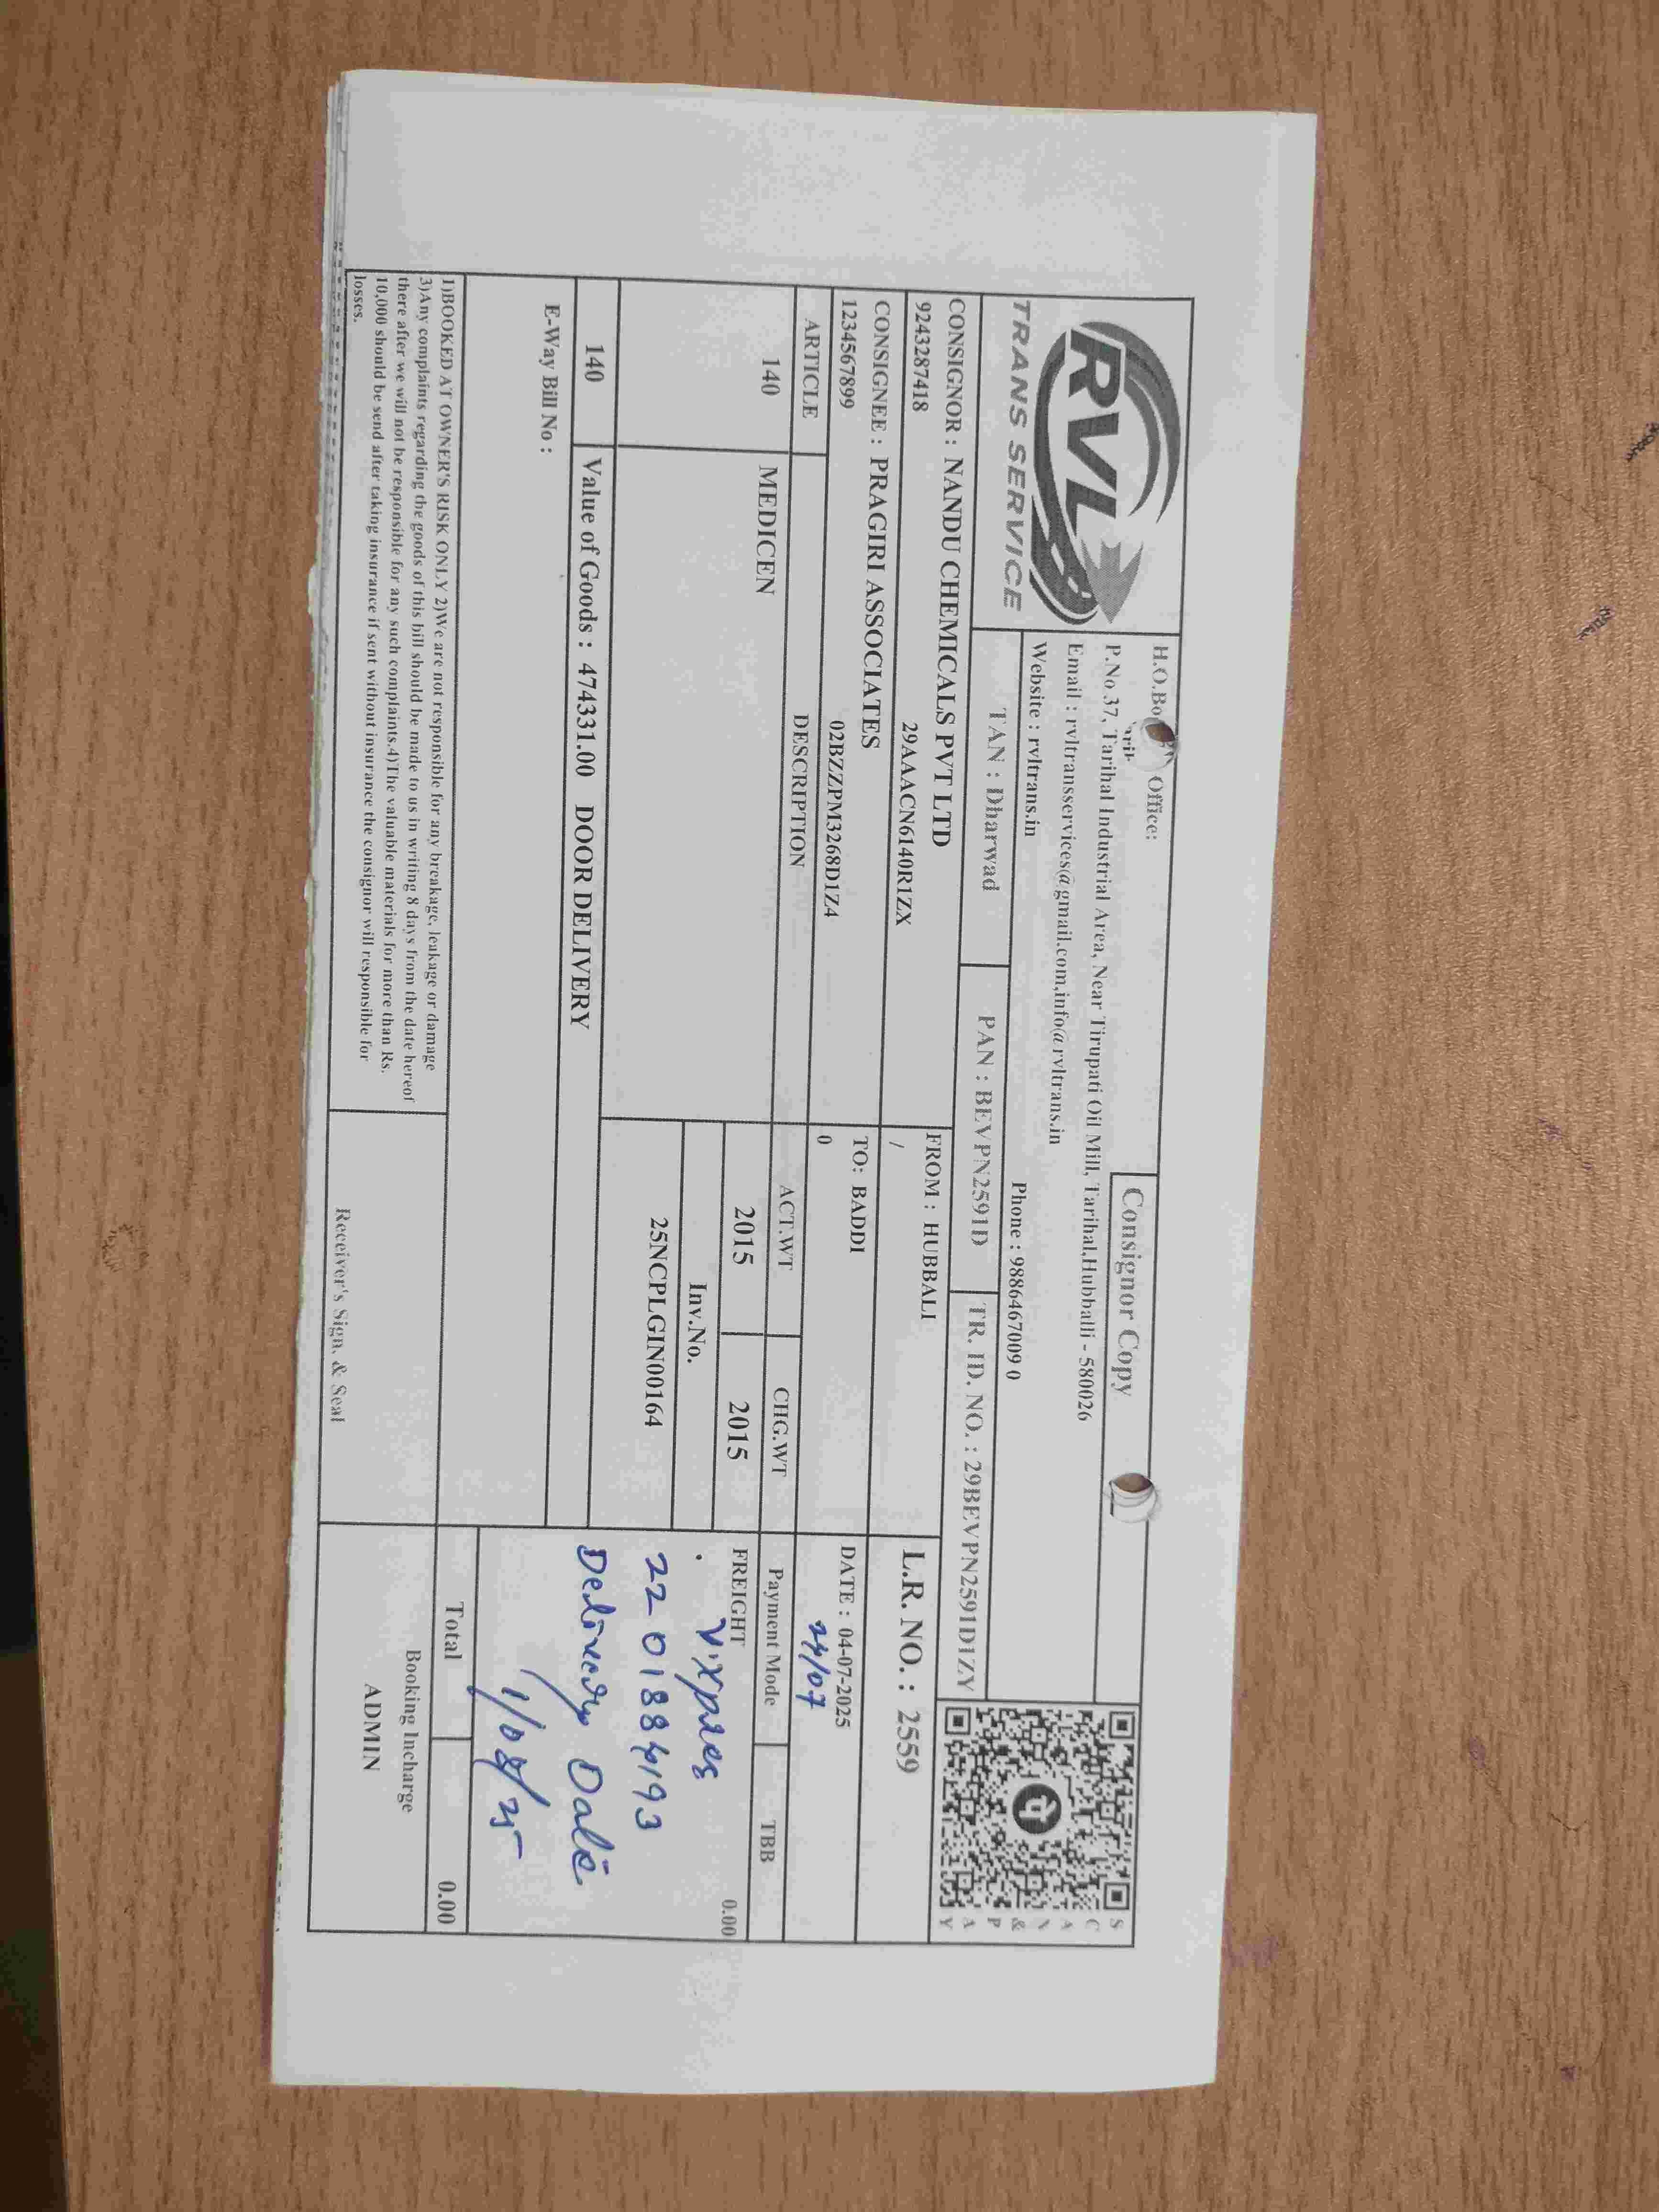 RVL
TRANS SERVICE
Consignor Copy
Office:
P.No.37, Tarihal Industrial Area, Near Tirupati Oil Mill, Tarihal,Hubballi - 580026
Email : rvltransservices@gmail.com,info@rvltrans.in
Website : rvltrans.in
Phone : 9886467009 0
TAN : Dharwad
PAN : BEVPN2591D
TR. ID. NO. : 29BEVPN2591D1ZY
SCAN & PAY
CONSIGNOR : NANDU CHEMICALS PVT LTD
9243287418
29AAACN6140R1ZX
FROM : HUBBALI
/
L.R. NO. : 2559
CONSIGNEE : PRAGIRI ASSOCIATES
1234567899
02BZZPM3268D1Z4
TO: BADDI
0
DATE : 04-07-2025
24/07
ARTICLE
DESCRIPTION
ACT.WT
CHG.WT
Payment Mode
TBB
140
MEDICEN
2015
2015
FREIGHT
0.00
Inv.No.
25NCPLGIN00164
V.Xpres
22 0188 4193
Delivery Date
1/08/25
140
Value of Goods : 474331.00 DOOR DELIVERY
E-Way Bill No :
Total
0.00
1)BOOKED AT OWNER'S RISK ONLY 2)We are not responsible for any breakage, leakage or damage
3)Any complaints regarding the goods of this bill should be made to us in writing 8 days from the date hereof
there after we will not be responsible for any such complaints.4)The valuable materials for more than Rs.
10,000 should be send after taking insurance if sent without insurance the consignor will responsible for
losses.
Receiver's Sign. & Seal
Booking Incharge
ADMIN